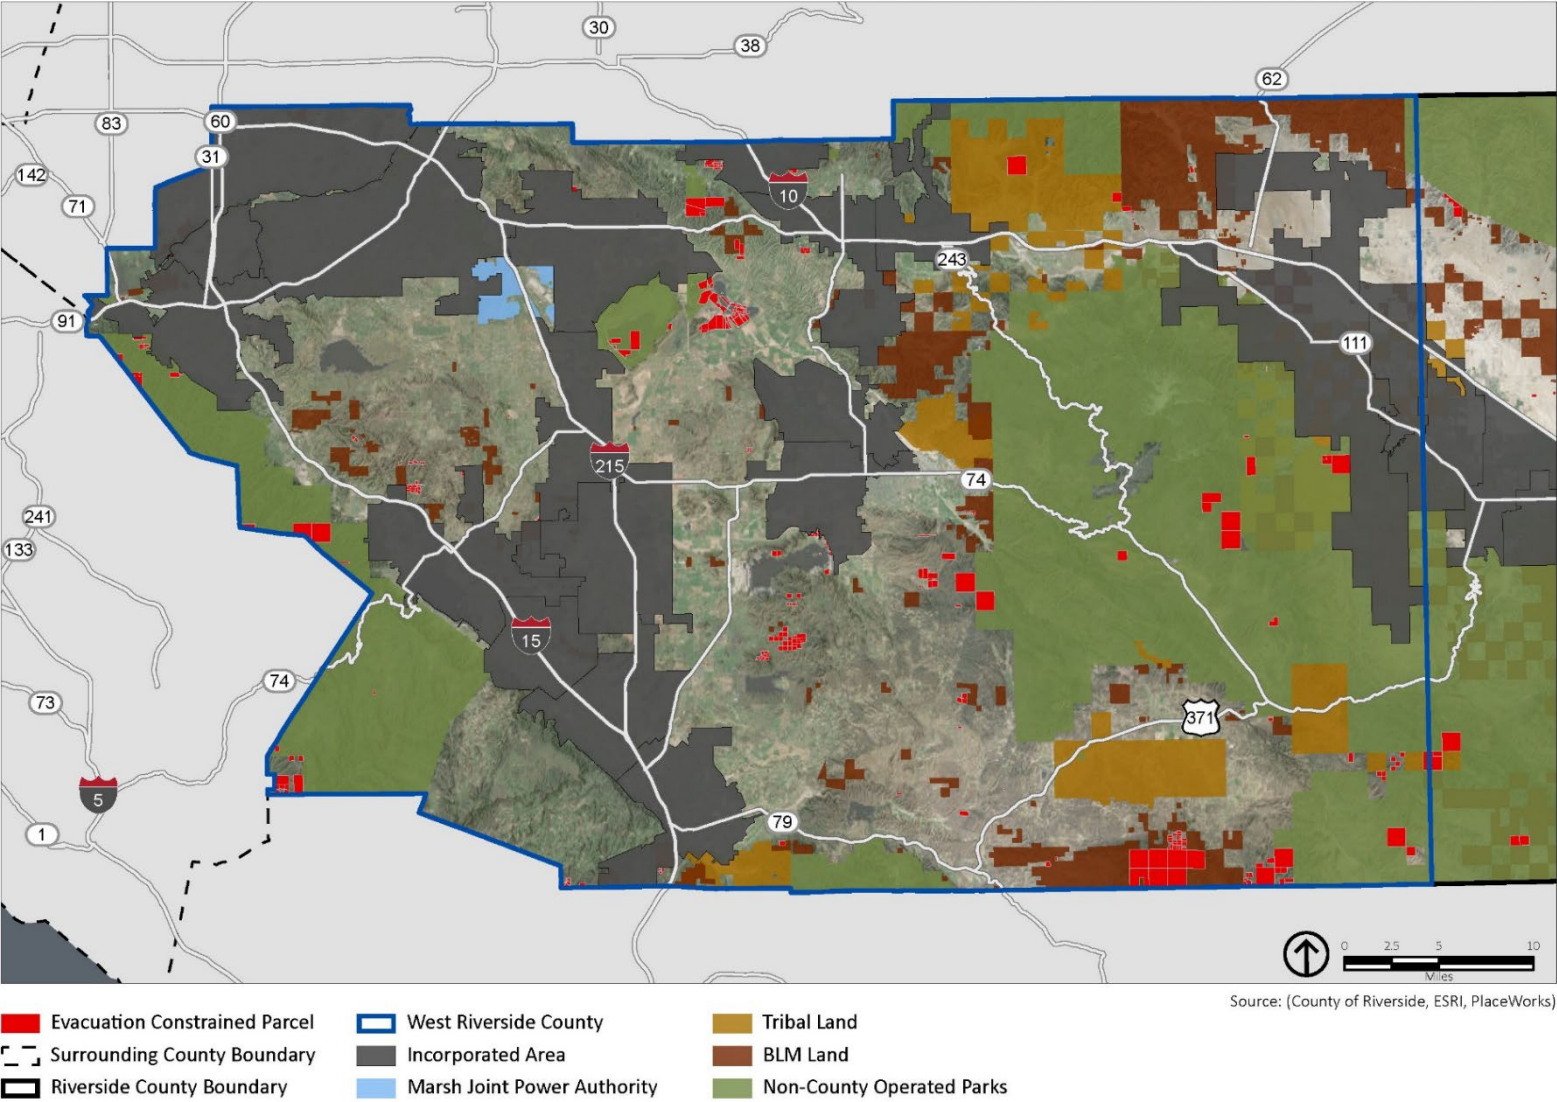 30
38
62
83
60
31
142
71
10
243
91
111
215
74
241
133
15
74
73
371
5
79
1
0 2.5 5 10
Miles
Source: (County of Riverside, ESRI, PlaceWorks)
Evacuation Constrained Parcel
West Riverside County
Tribal Land
Surrounding County Boundary
Incorporated Area
BLM Land
Riverside County Boundary
Marsh Joint Power Authority
Non-County Operated Parks